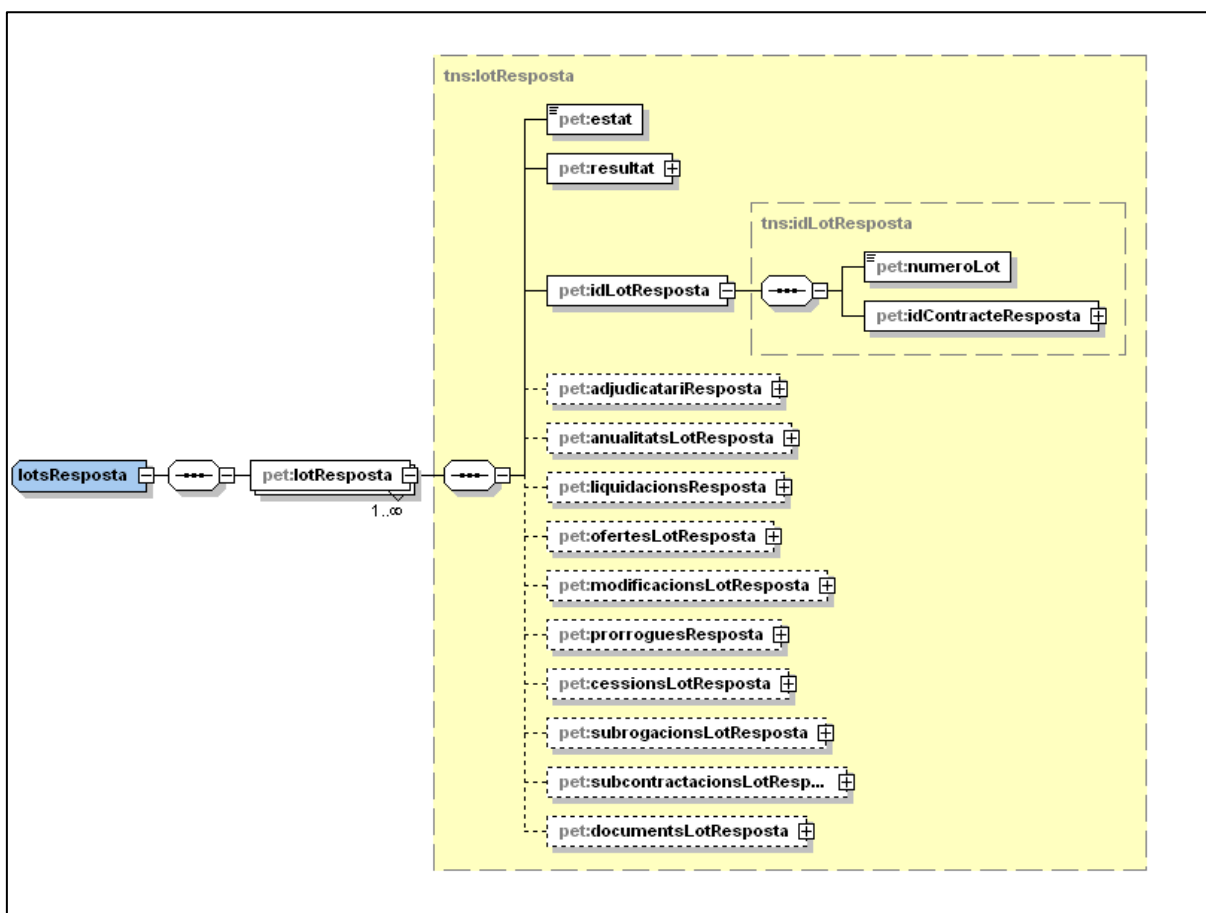 tns:lotResposta
pet:estat
pet:resultat
tns:idLotResposta
pet:numeroLot
pet:idLotResposta
pet:idContracteResposta
pet:adjudicatariResposta
pet:anualitatsLotResposta
lotsResposta
pet:lotResposta
1..∞
pet:liquidacionsResposta
pet:ofertesLotResposta
pet:modificacionsLotResposta
pet:prorroguesResposta
pet:cessionsLotResposta
pet:subrogacionsLotResposta
pet:subcontractacionsLotResp...
pet:documentsLotResposta